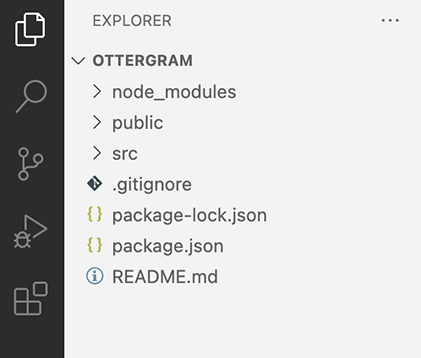 EXPLORER
OTTERGRAM
node_modules
public
src
.gitignore
package-lock.json
package.json
README.md